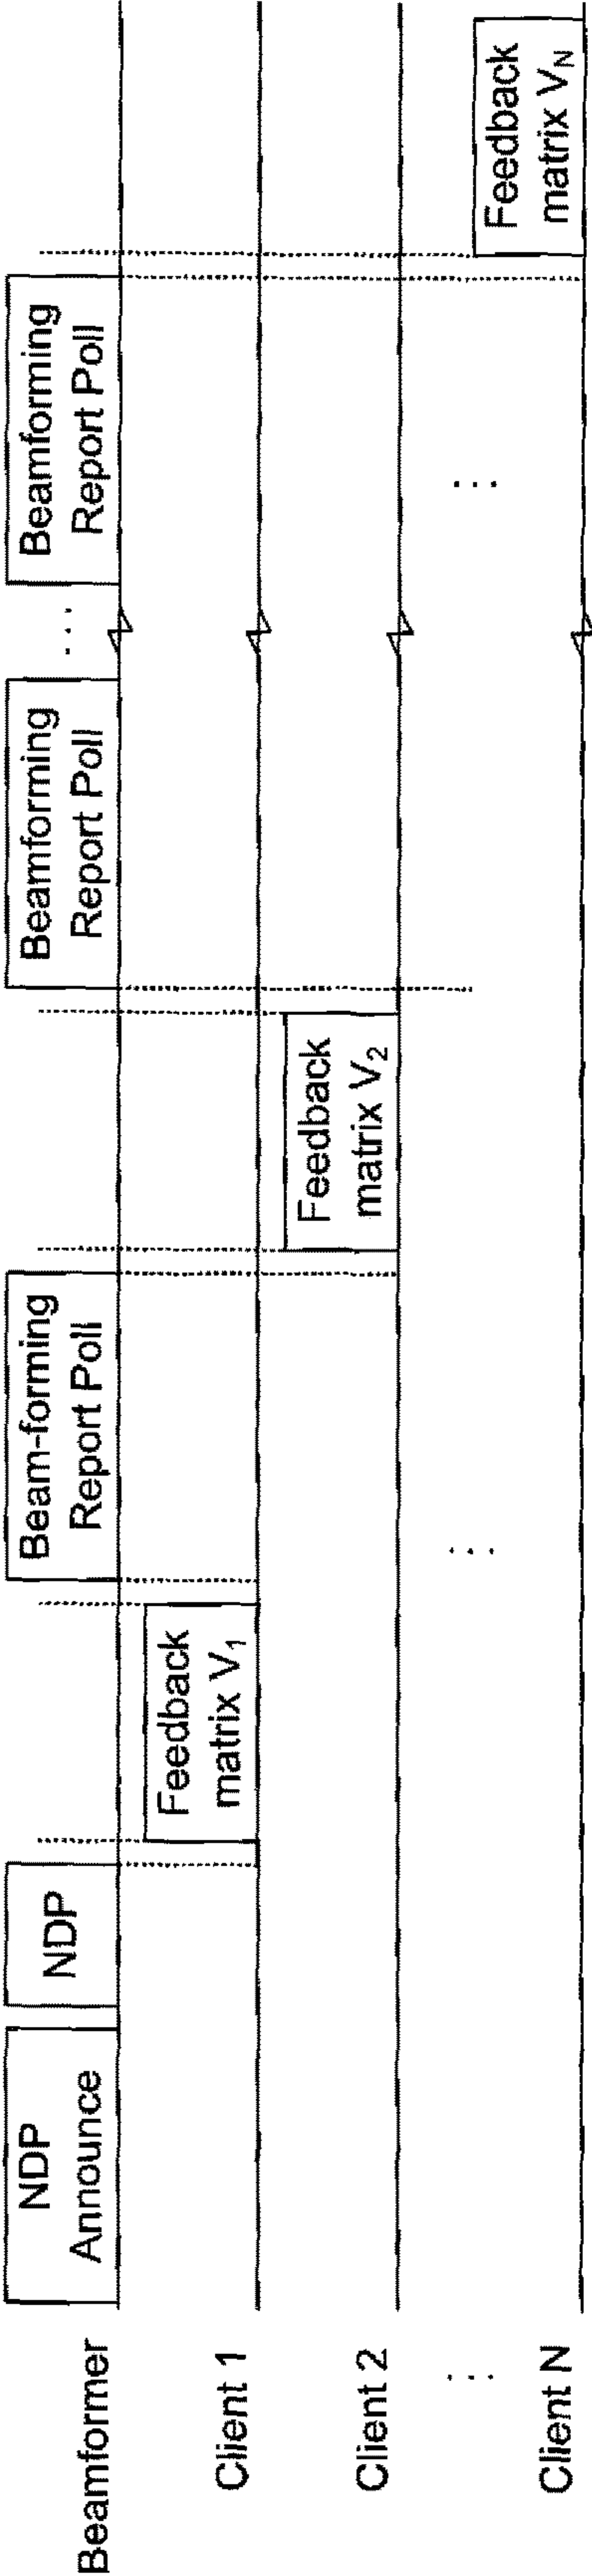 Beamformer
NDP
Announce
NDP
Beam-forming
Report Poll
Beamforming
Report Poll
...
Beamforming
Report Poll
Client 1
Feedback
matrix V₁
Client 2
Feedback
matrix V₂
...
...
...
Client N
Feedback
matrix V_N